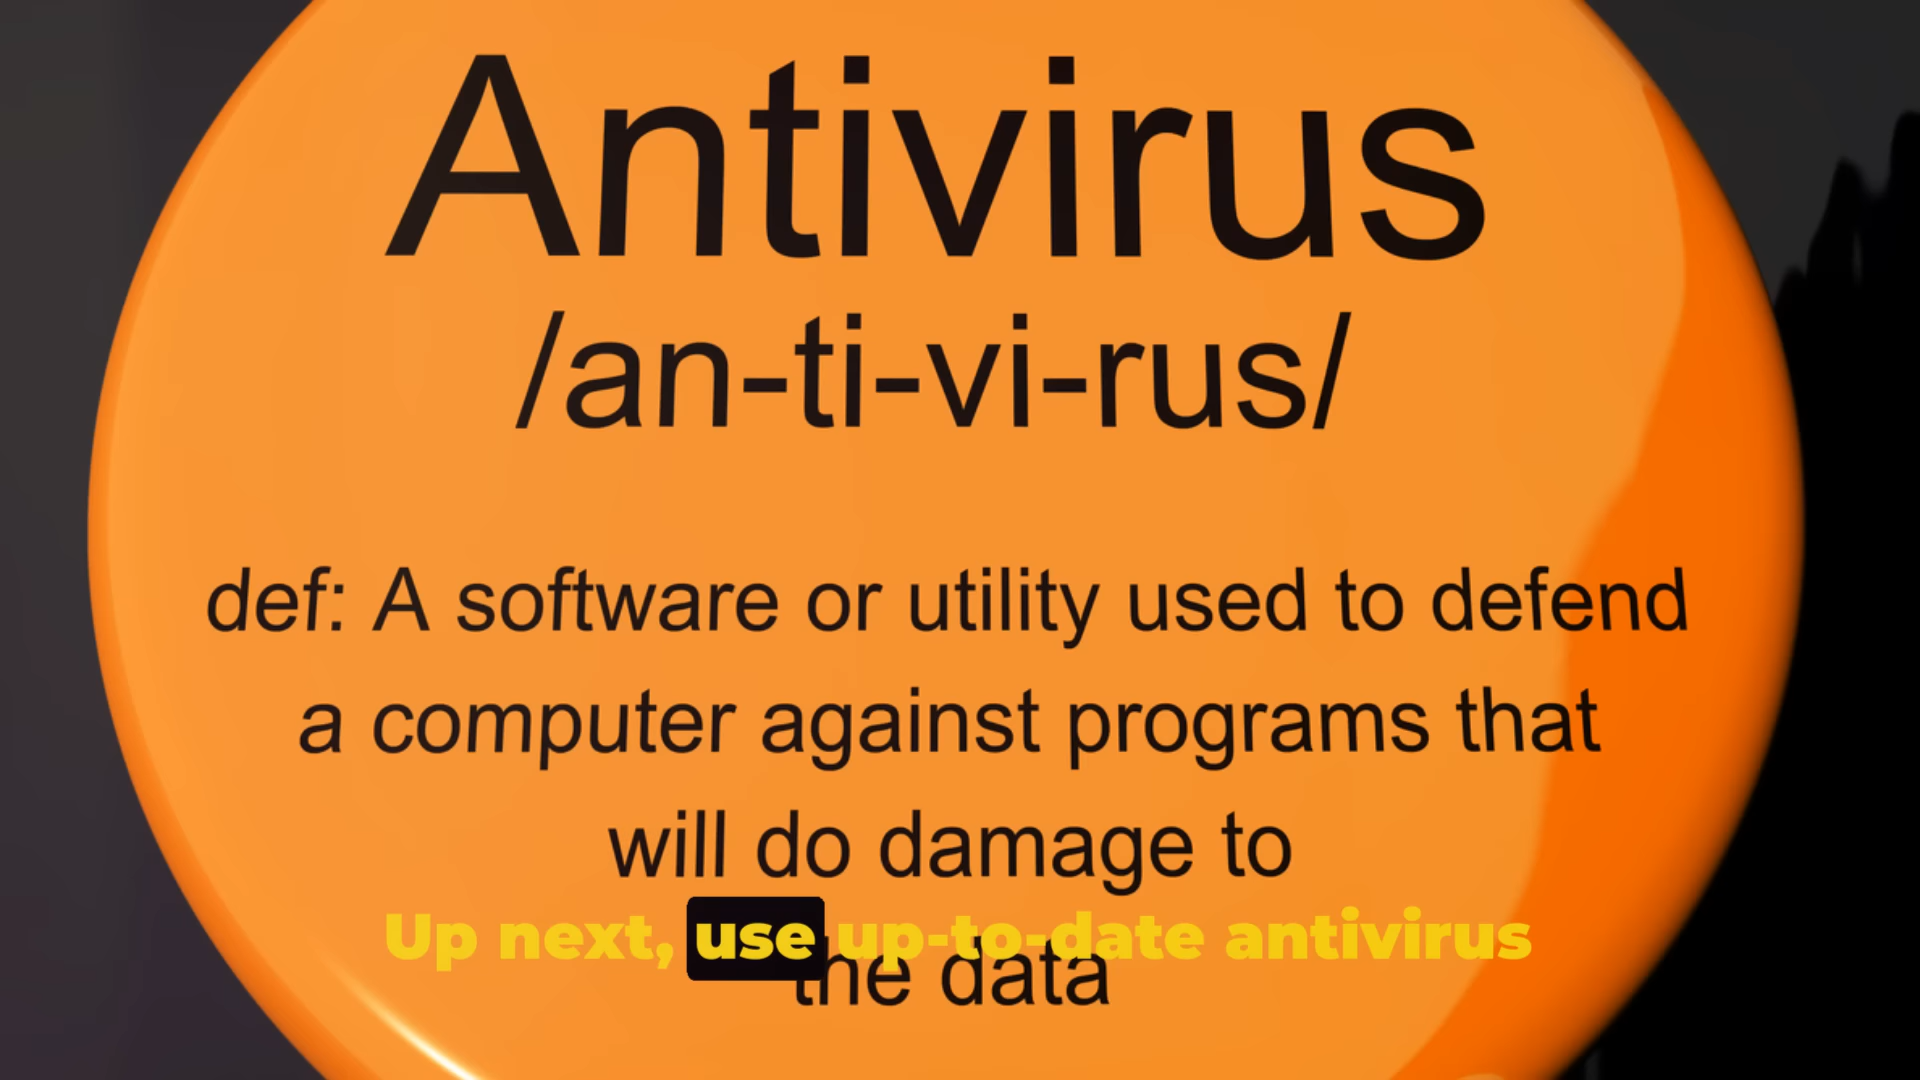 Antivirus
/an-ti-vi-rus/
def: A software or utility used to defend
a computer against programs that
will do damage to
Up next, use up-to-date antivirus
the data